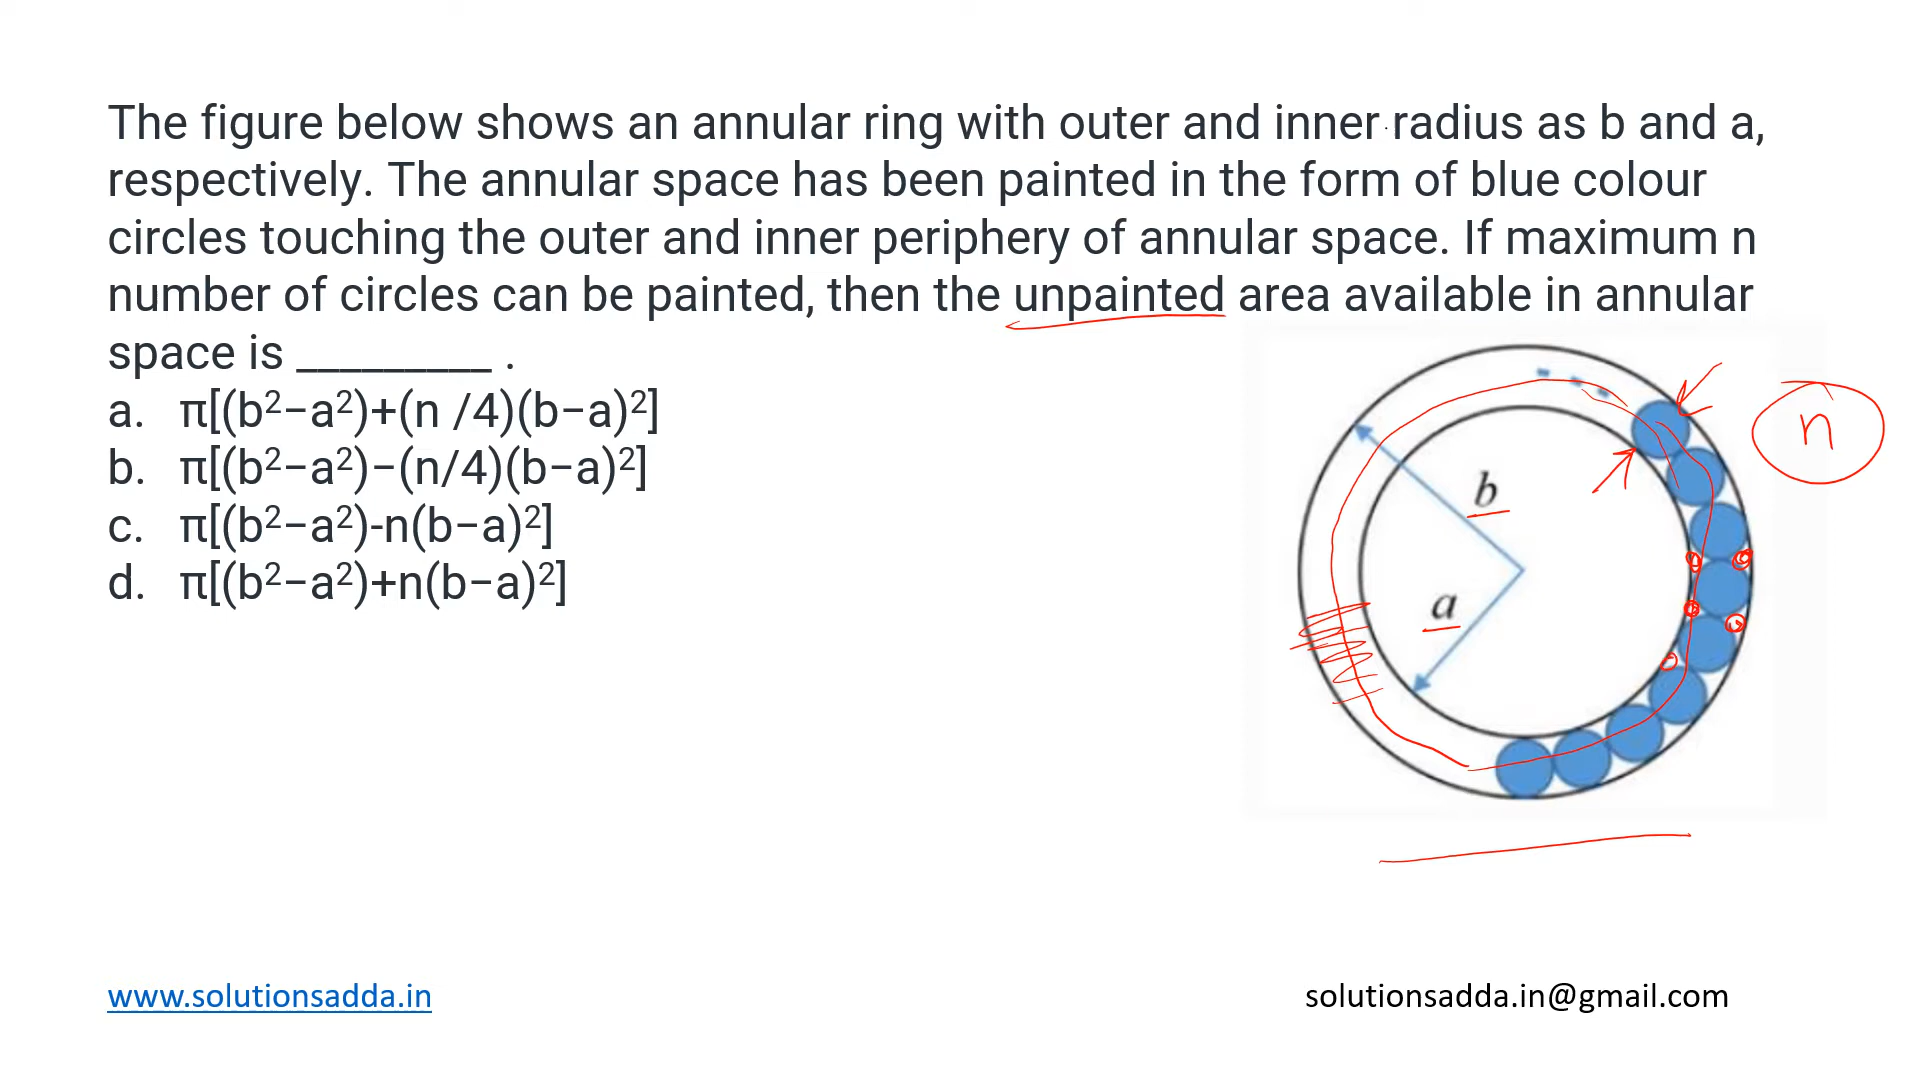 The figure below shows an annular ring with outer and inner radius as b and a,
respectively. The annular space has been painted in the form of blue colour
circles touching the outer and inner periphery of annular space. If maximum n
number of circles can be painted, then the unpainted area available in annular
space is _________ .
a. π[(b²−a²)+(n /4)(b−a)²]
b. π[(b²−a²)−(n/4)(b−a)²]
c. π[(b²−a²)-n(b−a)²]
d. π[(b²−a²)+n(b−a)²]
n
b
a
www.solutionsadda.in
solutionsadda.in@gmail.com